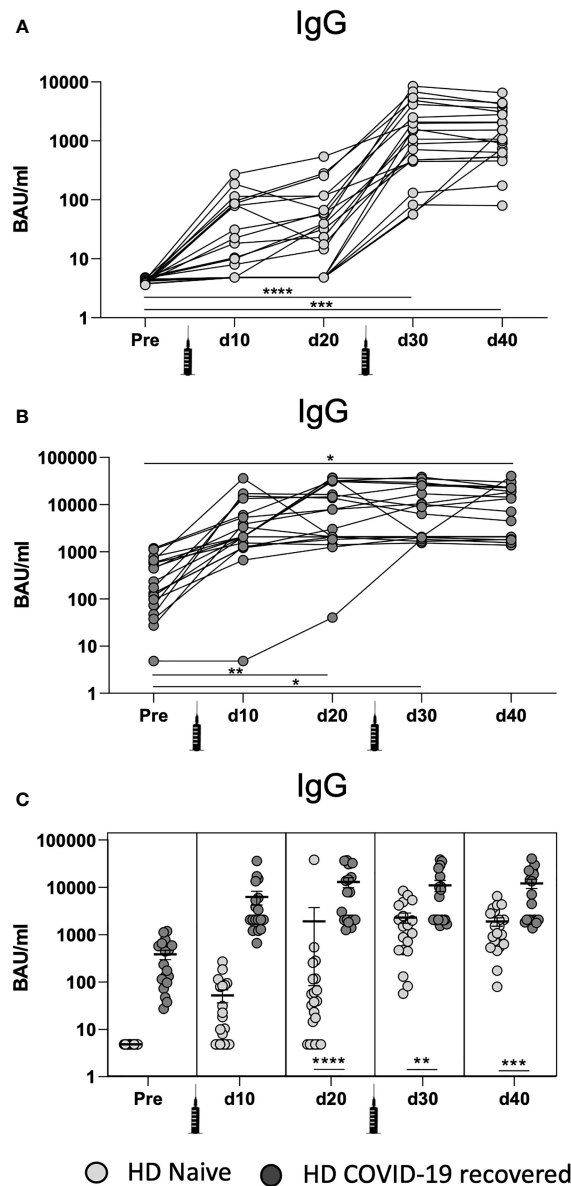 A
IgG
10000
1000
100
10
1
BAU/ml
****
***
Pre d10 d20 d30 d40
B
IgG
100000
10000
1000
100
10
1
BAU/ml
*
**
*
Pre d10 d20 d30 d40
C
IgG
100000
10000
1000
100
10
1
BAU/ml
**** ** ***
Pre d10 d20 d30 d40
HD Naive HD COVID-19 recovered